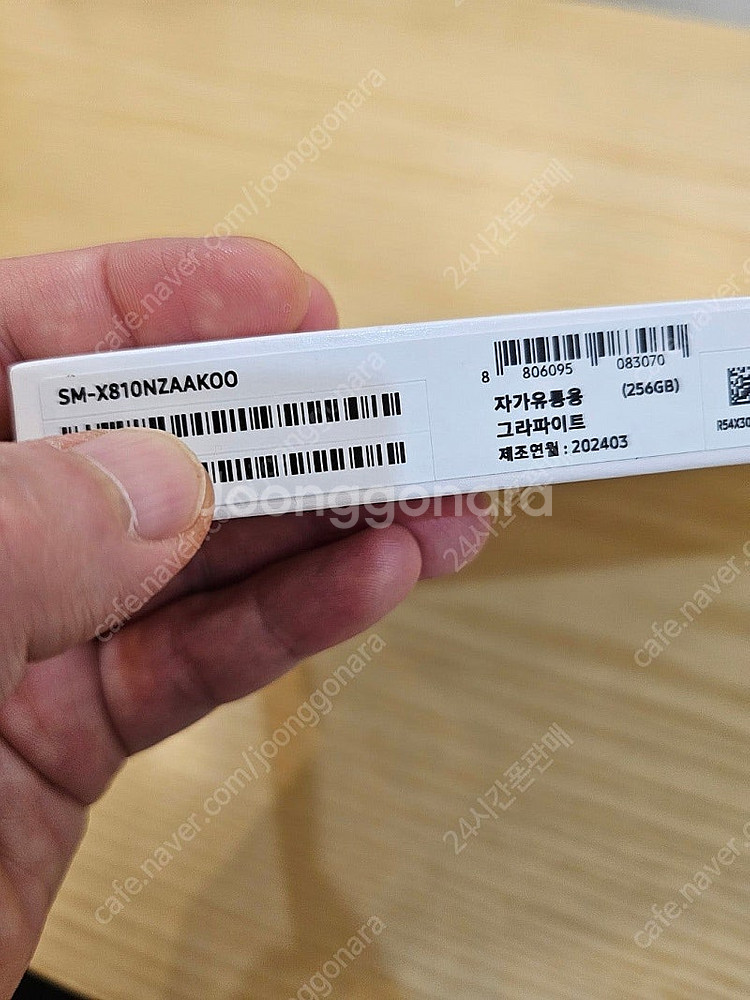 SM-X810NZAAKOO
8 806095 083070
자가유통용 (256GB)
그라파이트
제조연월 : 202403
R54X30
joonggonara
cafe.naver.com/joonggonara
24시간폰판매